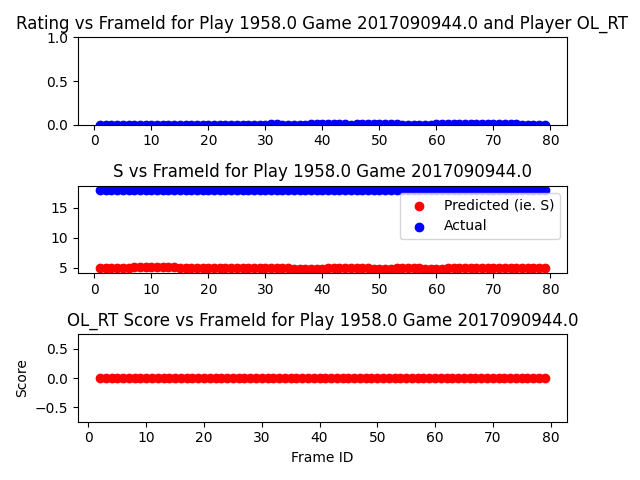 Rating vs FrameId for Play 1958.0 Game 2017090944.0 and Player OL_RT
1.0
0.5
0.0
0 10 20 30 40 50 60 70 80
S vs FrameId for Play 1958.0 Game 2017090944.0
15
10
5
Predicted (ie. S)
Actual
0 10 20 30 40 50 60 70 80
OL_RT Score vs FrameId for Play 1958.0 Game 2017090944.0
Score
0.5
0.0
−0.5
0 10 20 30 40 50 60 70 80
Frame ID